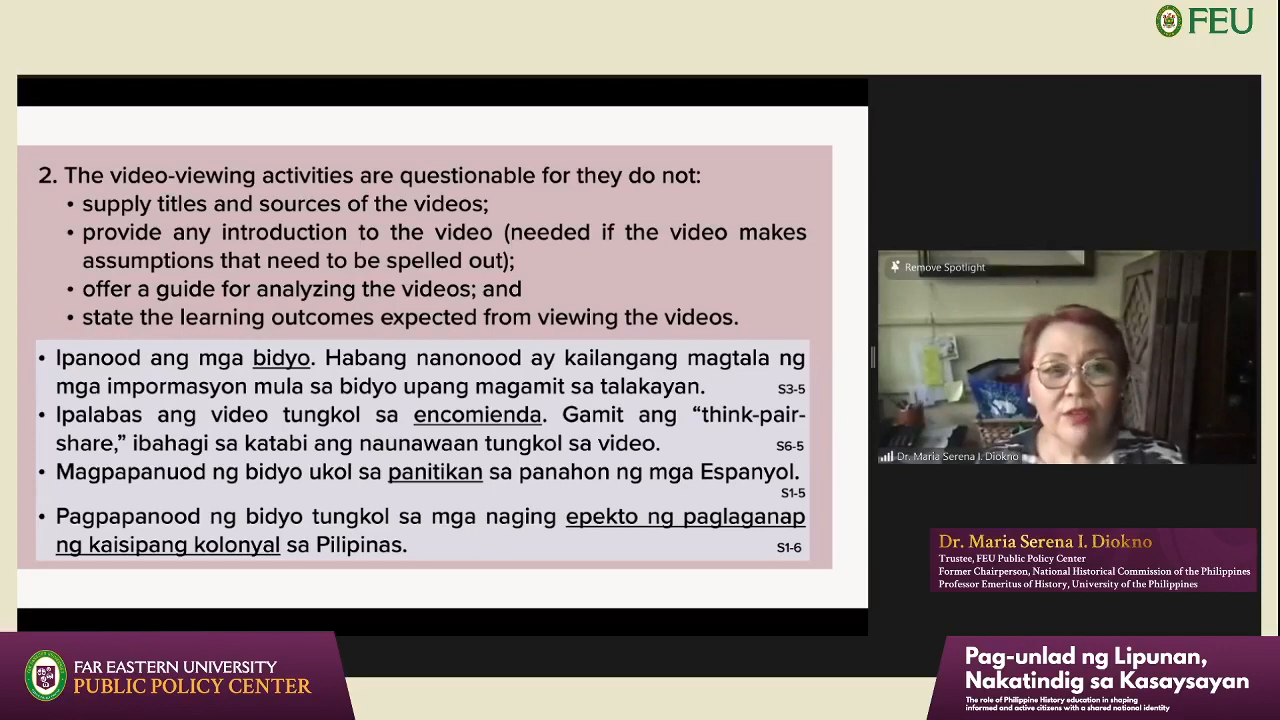 FEU
2. The video-viewing activities are questionable for they do not:
• supply titles and sources of the videos;
• provide any introduction to the video (needed if the video makes
assumptions that need to be spelled out);
• offer a guide for analyzing the videos; and
• state the learning outcomes expected from viewing the videos.
• Ipanood ang mga bidyo. Habang nanonood ay kailangang magtala ng
mga impormasyon mula sa bidyo upang magamit sa talakayan. S3-5
• Ipalabas ang video tungkol sa encomienda. Gamit ang “think-pair-
share,” ibahagi sa katabi ang naunawaan tungkol sa video. S6-5
• Magpapanuod ng bidyo ukol sa panitikan sa panahon ng mga Espanyol.
S1-5
• Pagpapanood ng bidyo tungkol sa mga naging epekto ng paglaganap
ng kaisipang kolonyal sa Pilipinas. S1-6
Remove Spotlight
Dr. Maria Serena I. Diokno
Dr. Maria Serena I. Diokno
Trustee, FEU Public Policy Center
Former Chairperson, National Historical Commission of the Philippines
Professor Emeritus of History, University of the Philippines
FAR EASTERN UNIVERSITY
PUBLIC POLICY CENTER
Pag-unlad ng Lipunan,
Nakatindig sa Kasaysayan
The role of Philippine History education in shaping
informed and active citizens with a shared national identity